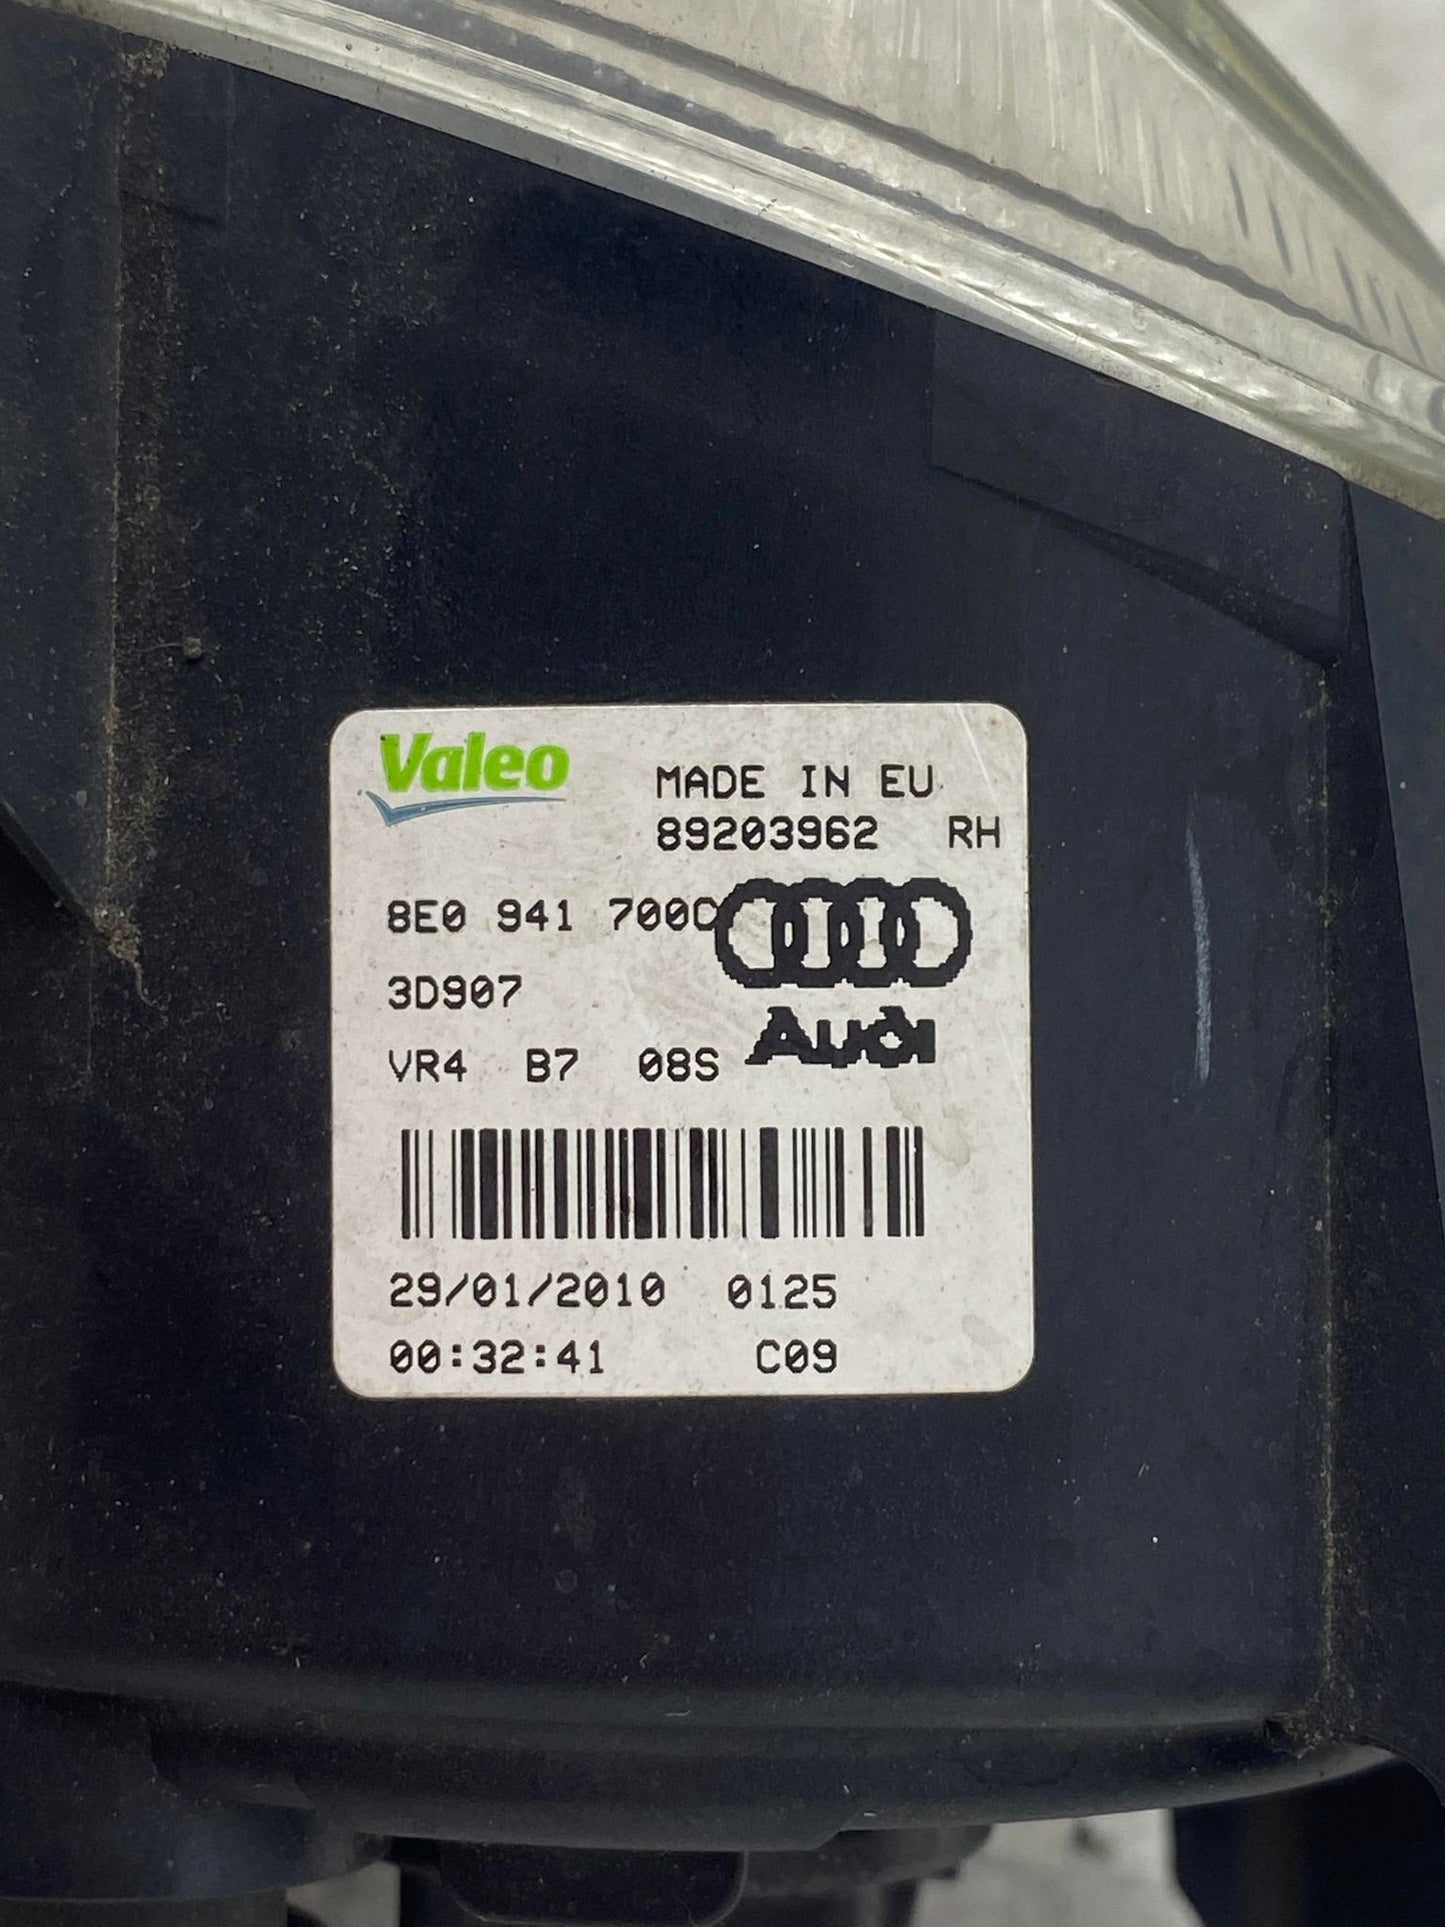 Valeo
MADE IN EU
89203962 RH
8E0 941 700C
3D907
Audi
VR4 B7 08S
29/01/2010 0125
00:32:41 C09